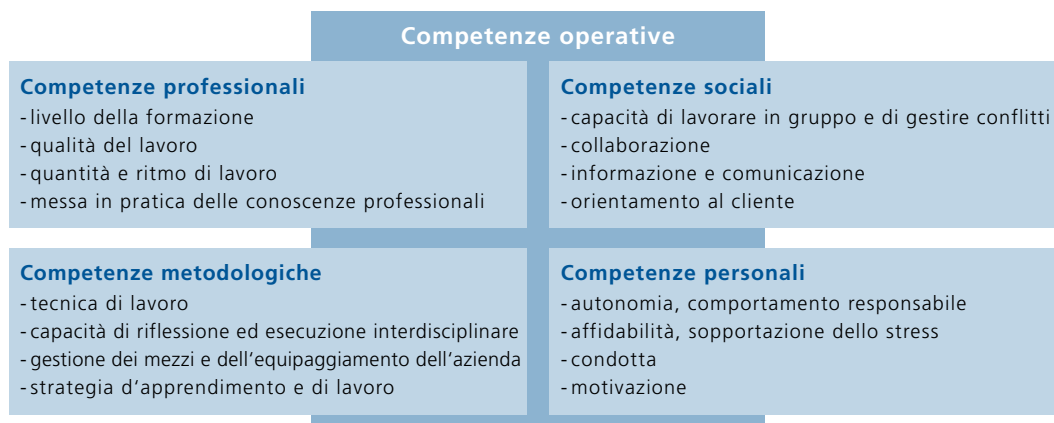 Competenze operative
Competenze professionali
- livello della formazione
- qualità del lavoro
- quantità e ritmo di lavoro
- messa in pratica delle conoscenze professionali
Competenze sociali
- capacità di lavorare in gruppo e di gestire conflitti
- collaborazione
- informazione e comunicazione
- orientamento al cliente
Competenze metodologiche
- tecnica di lavoro
- capacità di riflessione ed esecuzione interdisciplinare
- gestione dei mezzi e dell’equipaggiamento dell’azienda
- strategia d‘apprendimento e di lavoro
Competenze personali
- autonomia, comportamento responsabile
- affidabilità, sopportazione dello stress
- condotta
- motivazione